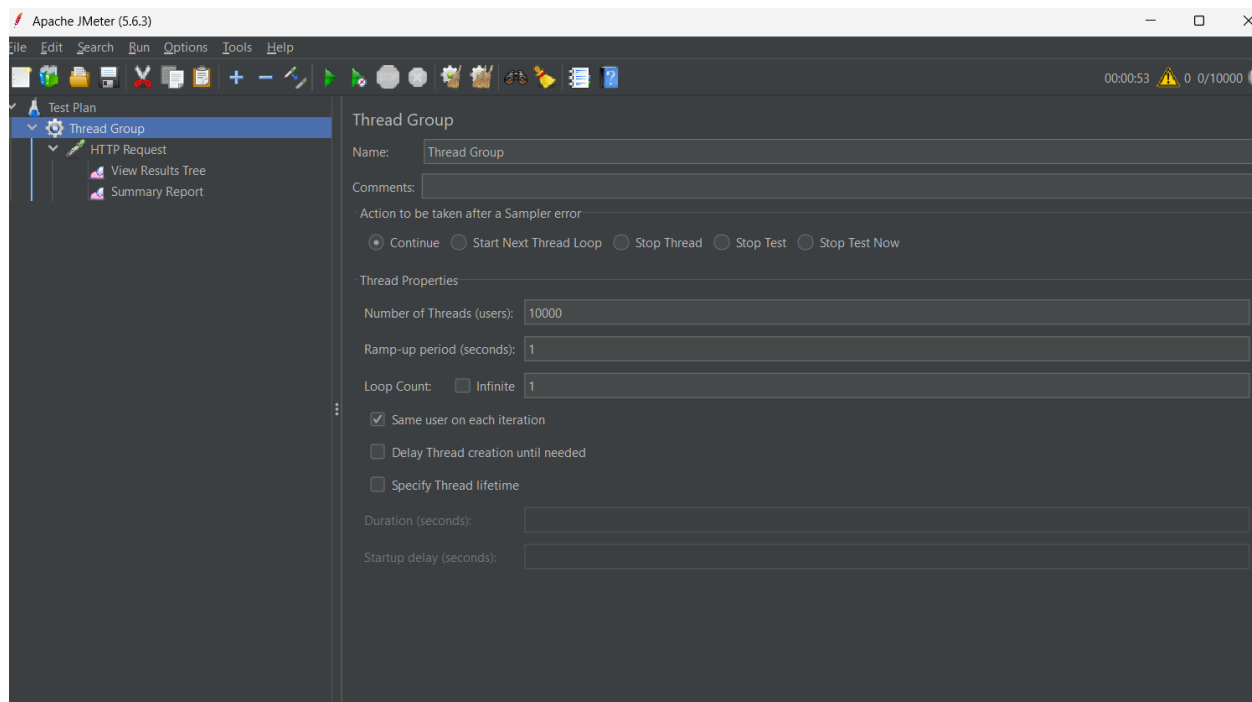 Apache JMeter (5.6.3)
File Edit Search Run Options Tools Help
00:00:53 0 0/10000
Test Plan
Thread Group
HTTP Request
View Results Tree
Summary Report
Thread Group
Name: Thread Group
Comments:
Action to be taken after a Sampler error
Continue Start Next Thread Loop Stop Thread Stop Test Stop Test Now
Thread Properties
Number of Threads (users): 10000
Ramp-up period (seconds): 1
Loop Count: Infinite 1
Same user on each iteration
Delay Thread creation until needed
Specify Thread lifetime
Duration (seconds):
Startup delay (seconds):